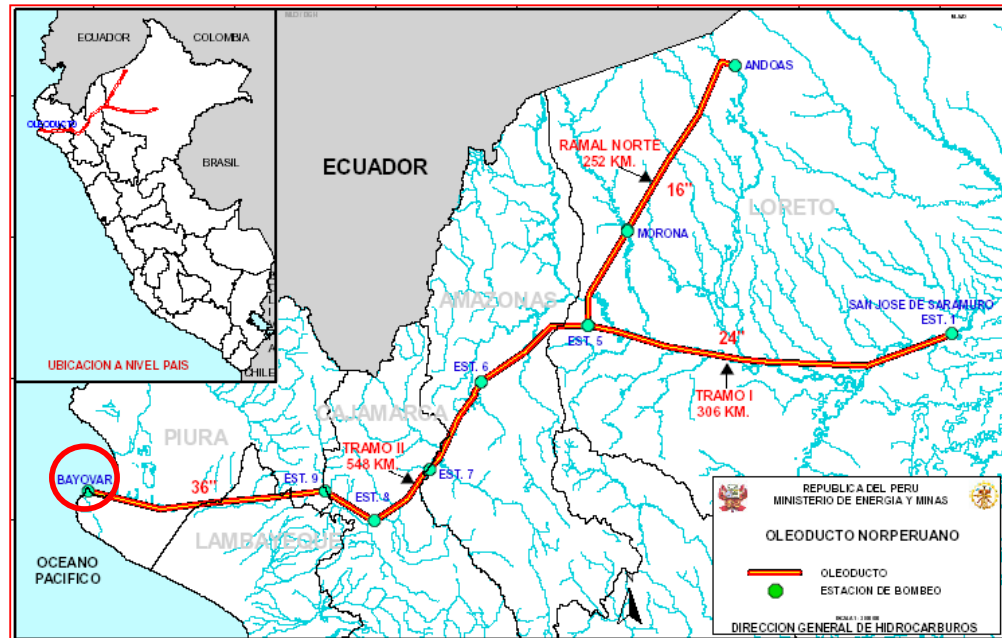 ECUADOR
COLOMBIA
OLEODUCTO
BRASIL
CHILE
UBICACION A NIVEL PAIS
ECUADOR
ANDOAS
RAMAL NORTE
252 KM.
16"
LORETO
MORONA
AMAZONAS
SAN JOSE DE SARAMURO
EST. 1
EST. 5
24"
TRAMO I
306 KM.
EST. 6
CAJAMARCA
PIURA
TRAMO II
548 KM.
EST. 7
BAYOVAR
36"
EST. 9
EST. 8
LAMBAYEQUE
OCEANO
PACIFICO
N
REPUBLICA DEL PERU
MINISTERIO DE ENERGIA Y MINAS
OLEODUCTO NORPERUANO
OLEODUCTO
ESTACION DE BOMBEO
DIRECCION GENERAL DE HIDROCARBUROS